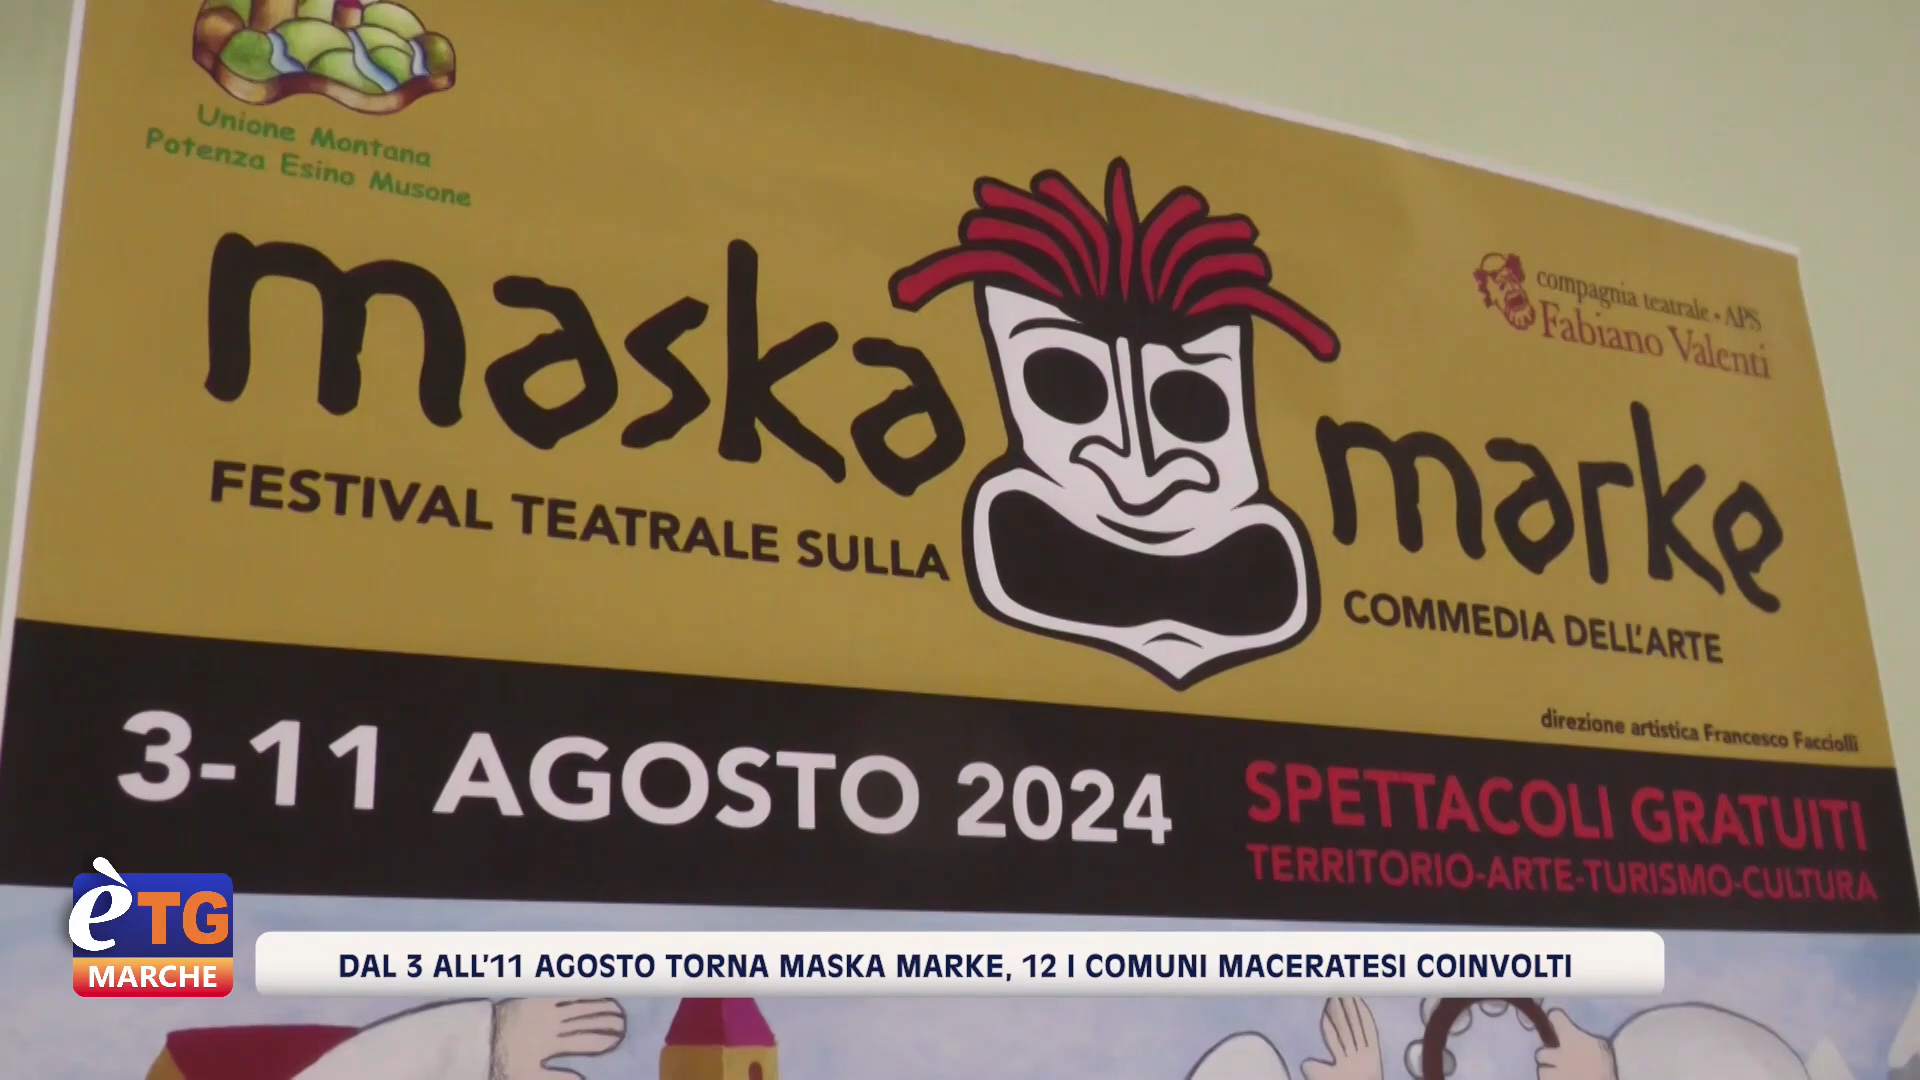 Unione Montana
Potenza Esino Musone
maska marke
compagnia teatrale • APS
Fabiano Valenti
FESTIVAL TEATRALE SULLA COMMEDIA DELL'ARTE
direzione artistica Francesco Facciolli
3-11 AGOSTO 2024
SPETTACOLI GRATUITI
TERRITORIO-ARTE-TURISMO-CULTURA
èTG
MARCHE
DAL 3 ALL'11 AGOSTO TORNA MASKA MARKE, 12 I COMUNI MACERATESI COINVOLTI